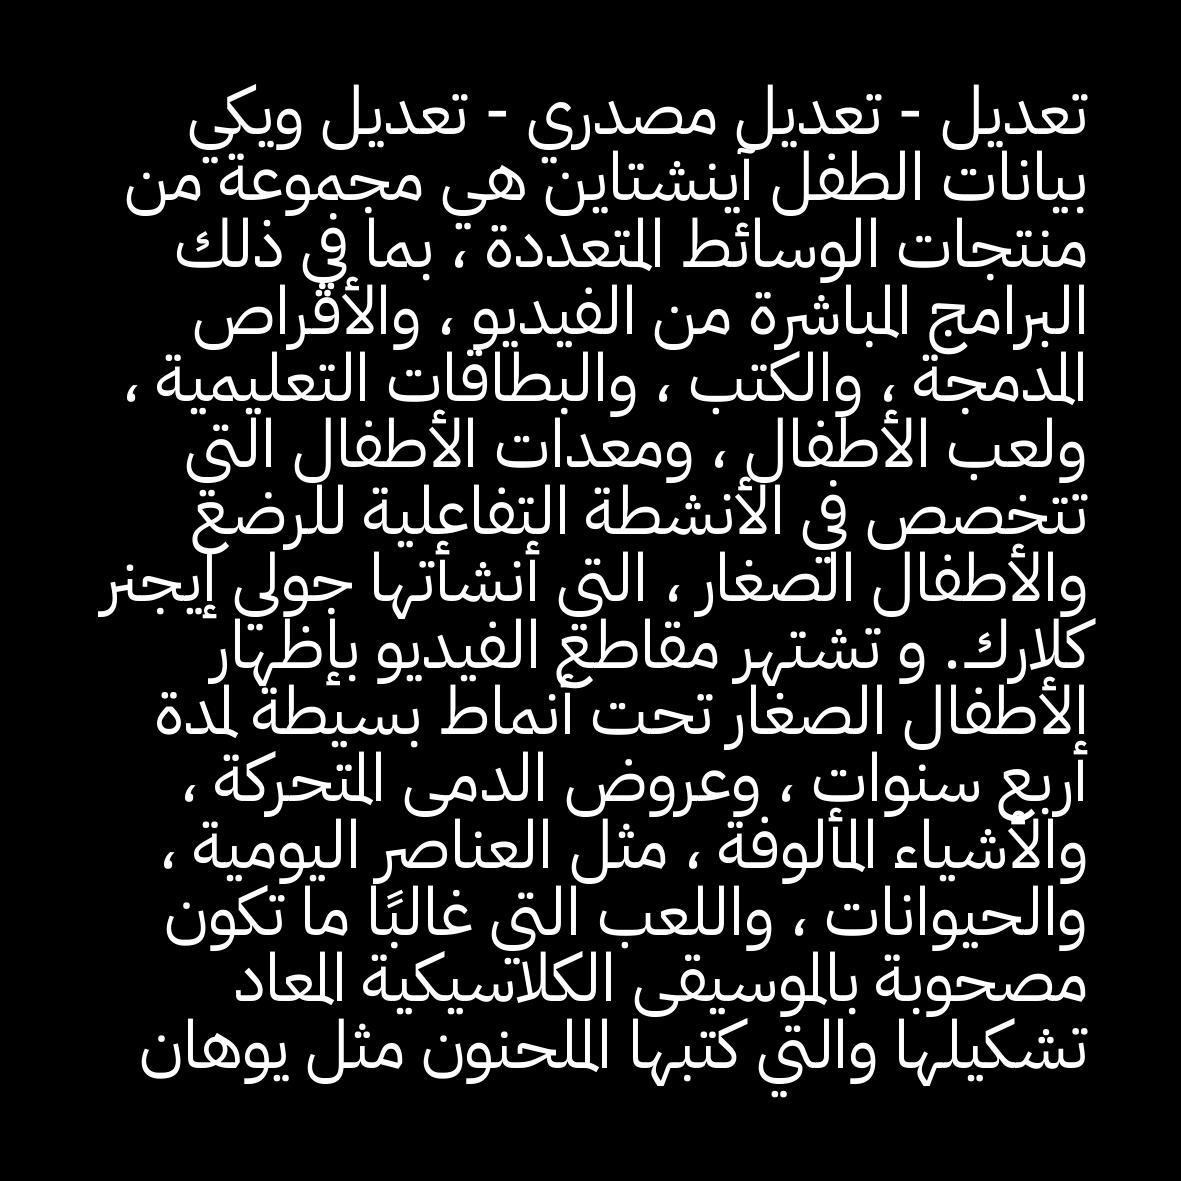 تعديل - تعديل مصدري - تعديل ويكي
بيانات الطفل آينشتاين هي مجموعة من
منتجات الوسائط المتعددة ، بما في ذلك
البرامج المباشرة من الفيديو ، والأقراص
المدمجة ، والكتب ، والبطاقات التعليمية ،
ولعب الأطفال ، ومعدات الأطفال التي
تتخصص في الأنشطة التفاعلية للرضع
والأطفال الصغار ، التي أنشأتها جولي إيجنر
كلارك. و تشتهر مقاطع الفيديو بإظهار
الأطفال الصغار تحت أنماط بسيطة لمدة
أربع سنوات ، وعروض الدمى المتحركة ،
والأشياء المألوفة ، مثل العناصر اليومية ،
والحيوانات ، واللعب التي غالبًا ما تكون
مصحوبة بالموسيقى الكلاسيكية المعاد
تشكيلها والتي كتبها الملحنون مثل يوهان